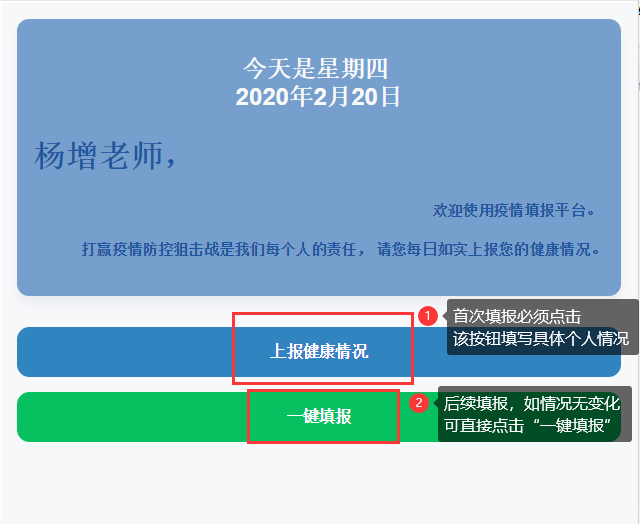 今天是星期四
2020年2月20日
杨增老师，
欢迎使用疫情填报平台。
打赢疫情防控狙击战是我们每个人的责任， 请您每日如实上报您的健康情况。
上报健康情况
1
首次填报必须点击
该按钮填写具体个人情况
一键填报
2
后续填报，如情况无变化
可直接点击“一键填报”